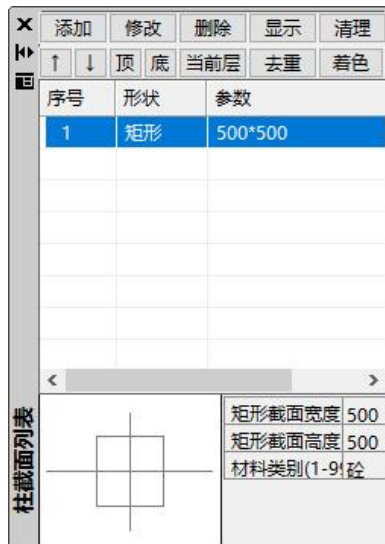 添加 修改 删除 显示 清理
↑ ↓ 顶 底 当前层 去重 着色
序号 形状 参数
1 矩形 500*500
矩形截面宽度 500
矩形截面高度 500
材料类别(1-99 砼
柱截面列表